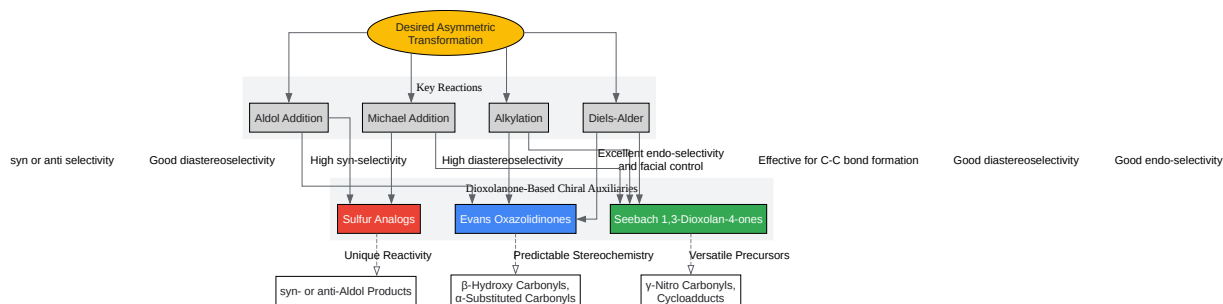 Desired Asymmetric
Transformation
Key Reactions
Aldol Addition
Michael Addition
Alkylation
Diels-Alder
syn or anti selectivity
Good diastereoselectivity
High syn-selectivity
High diastereoselectivity
Excellent endo-selectivity
and facial control
Effective for C-C bond formation
Good diastereoselectivity
Good endo-selectivity
Dioxolanone-Based Chiral Auxiliaries
Sulfur Analogs
Evans Oxazolidinones
Seebach 1,3-Dioxolan-4-ones
Unique Reactivity
Predictable Stereochemistry
Versatile Precursors
syn- or anti-Aldol Products
β-Hydroxy Carbonyls,
α-Substituted Carbonyls
γ-Nitro Carbonyls,
Cycloadducts